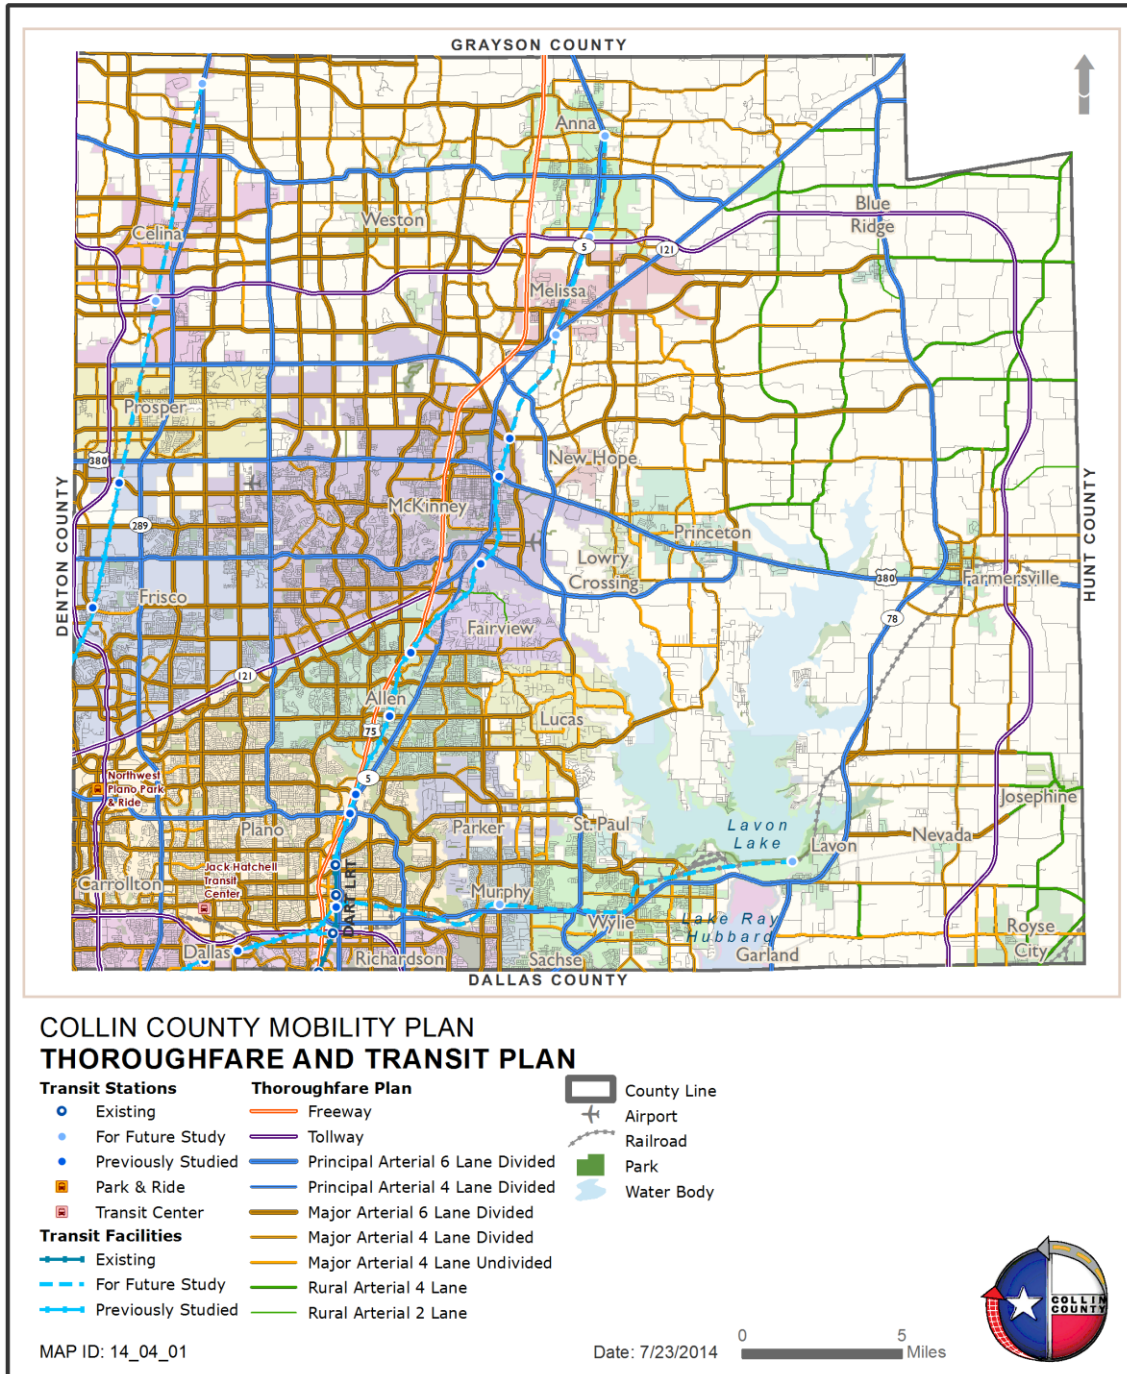 GRAYSON COUNTY
Anna
Blue
Ridge
Weston
Celina
5
121
Melissa
Prosper
380
New Hope
McKinney
289
Princeton
DENTON COUNTY
HUNT COUNTY
Lowry
Crossing
380
Farmersville
Frisco
78
Fairview
121
Allen
Lucas
75
Northwest
Plano Park
& Ride
5
Josephine
Plano
Parker
St. Paul
Lavon
Lake
Lavon
Nevada
Jack Hatchell
Transit
Center
DART LRT
Carrollton
Murphy
Wylie
Lake Ray
Hubbard
Royse
City
Dallas
Richardson
Sachse
Garland
DALLAS COUNTY
COLLIN COUNTY MOBILITY PLAN
THOROUGHFARE AND TRANSIT PLAN
Transit Stations
Existing
For Future Study
Previously Studied
Park & Ride
Transit Center
Transit Facilities
Existing
For Future Study
Previously Studied
Thoroughfare Plan
Freeway
Tollway
Principal Arterial 6 Lane Divided
Principal Arterial 4 Lane Divided
Major Arterial 6 Lane Divided
Major Arterial 4 Lane Divided
Major Arterial 4 Lane Undivided
Rural Arterial 4 Lane
Rural Arterial 2 Lane
County Line
Airport
Railroad
Park
Water Body
COLLIN
COUNTY
MAP ID: 14_04_01
Date: 7/23/2014
0 5
Miles